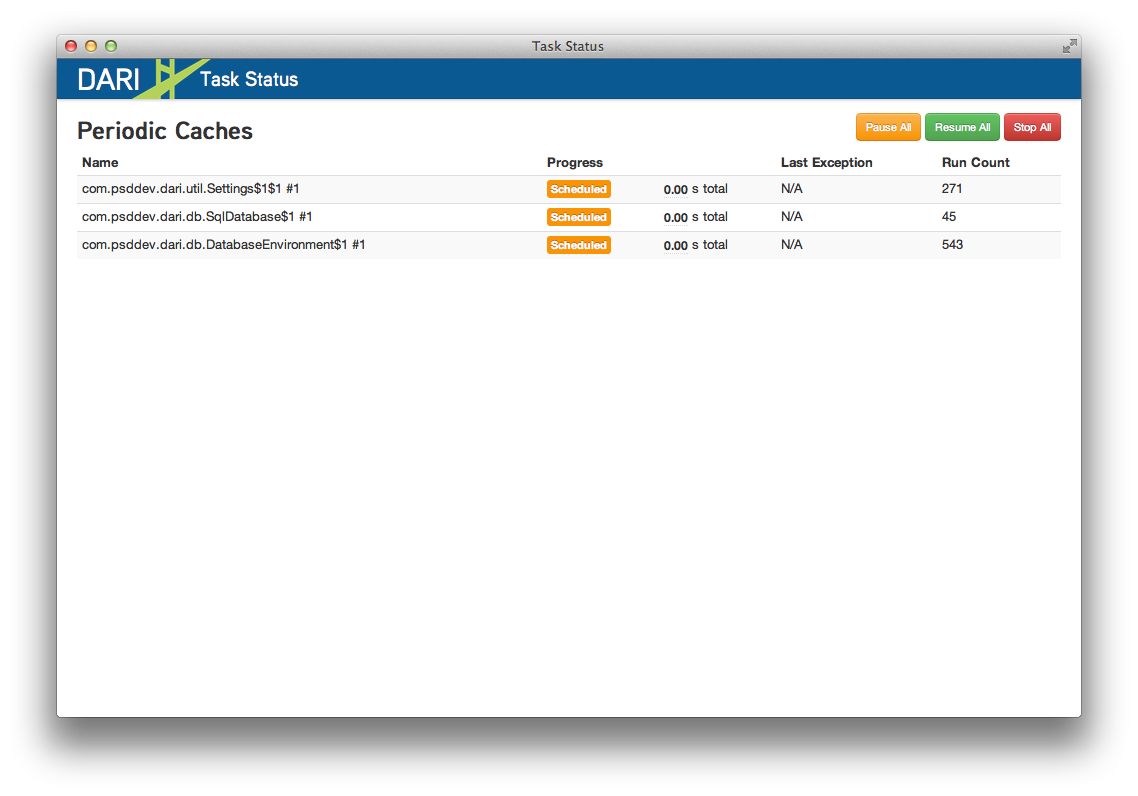 Task Status
DARI Task Status
Periodic Caches Pause All Resume All Stop All
Name Progress Last Exception Run Count
com.psddev.dari.util.Settings$1$1 #1 Scheduled 0.00 s total N/A 271
com.psddev.dari.db.SqlDatabase$1 #1 Scheduled 0.00 s total N/A 45
com.psddev.dari.db.DatabaseEnvironment$1 #1 Scheduled 0.00 s total N/A 543